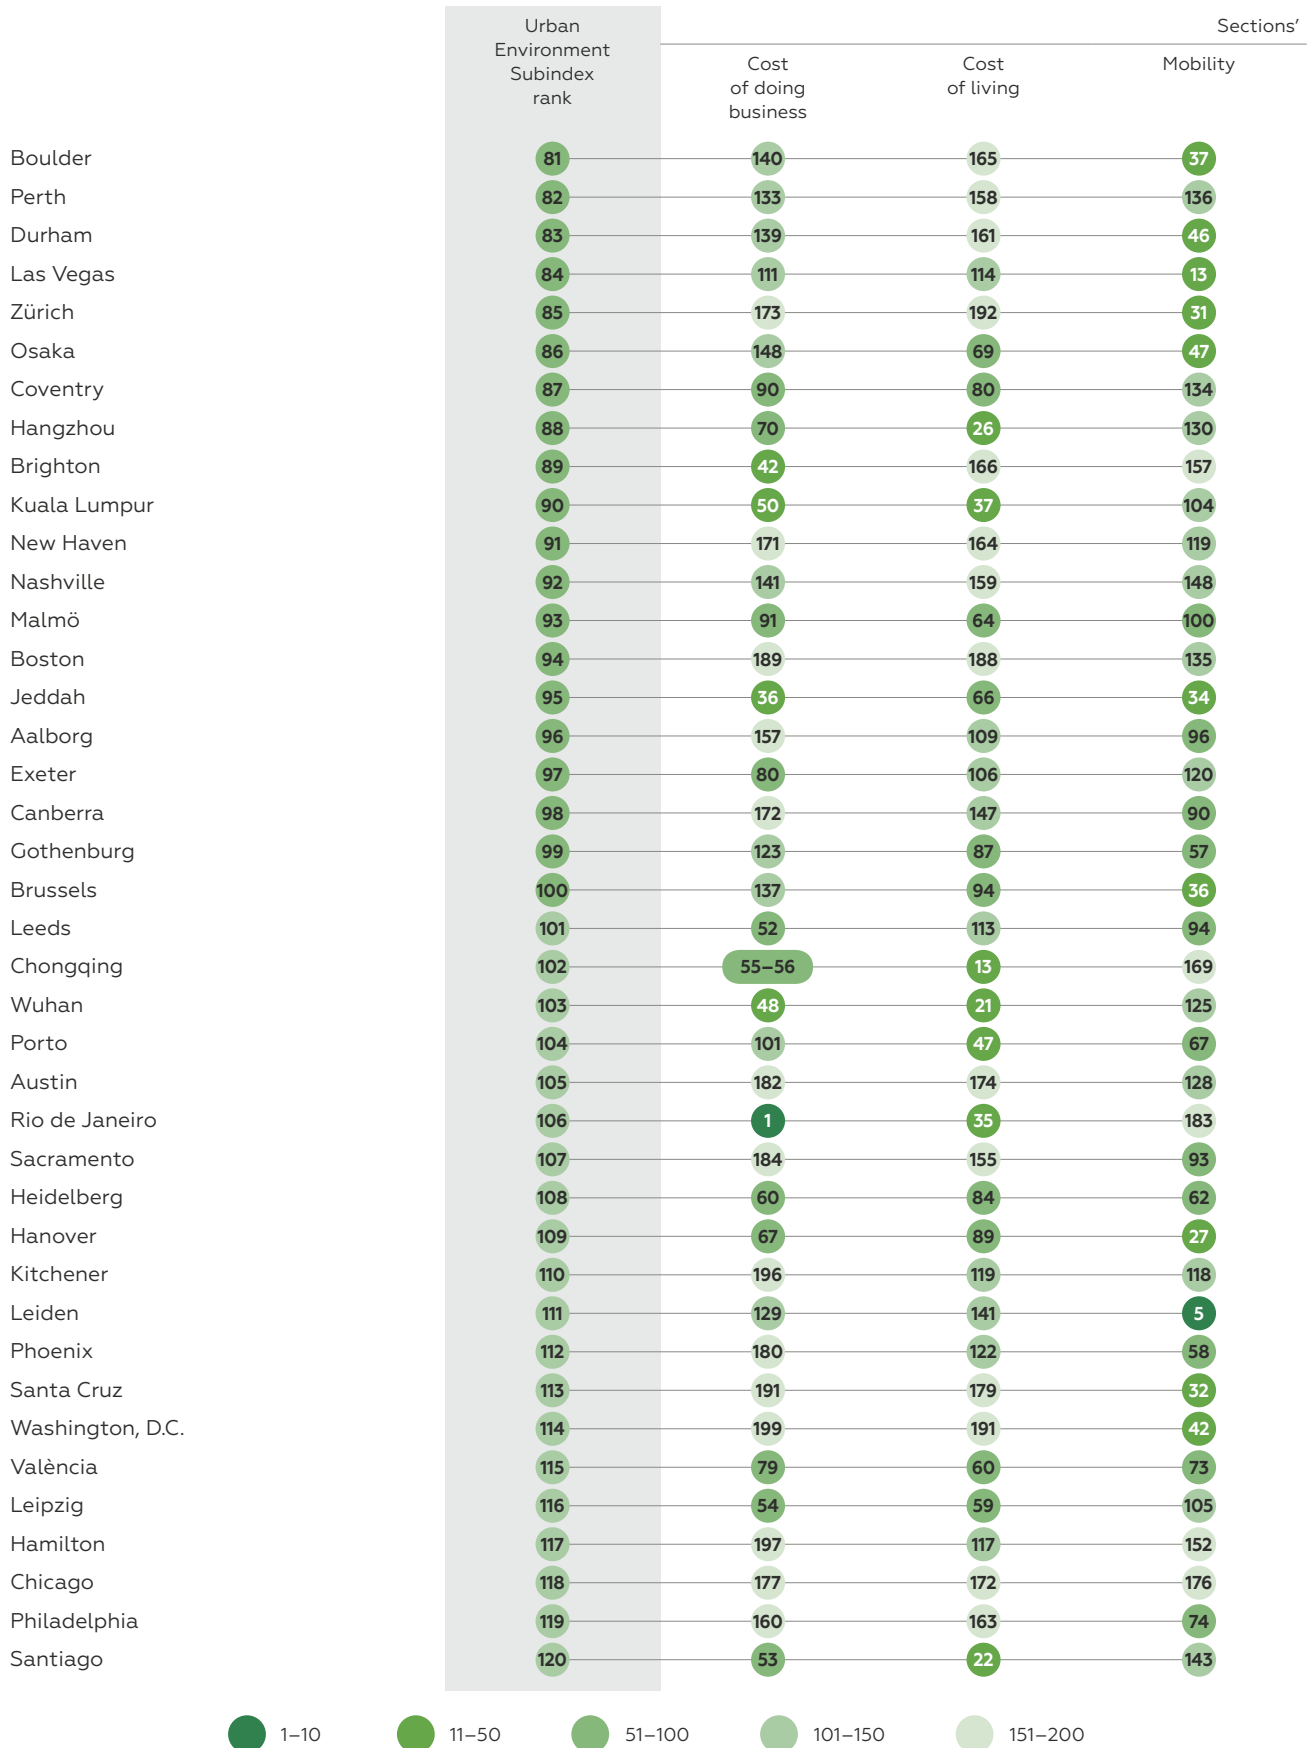 Urban
Environment
Subindex
rank
Sections’
Cost
of doing
business
Cost
of living
Mobility
Boulder 81 140 165 37
Perth 82 133 158 136
Durham 83 139 161 46
Las Vegas 84 111 114 13
Zürich 85 173 192 31
Osaka 86 148 69 47
Coventry 87 90 80 134
Hangzhou 88 70 26 130
Brighton 89 42 166 157
Kuala Lumpur 90 50 37 104
New Haven 91 171 164 119
Nashville 92 141 159 148
Malmö 93 91 64 100
Boston 94 189 188 135
Jeddah 95 36 66 34
Aalborg 96 157 109 96
Exeter 97 80 106 120
Canberra 98 172 147 90
Gothenburg 99 123 87 57
Brussels 100 137 94 36
Leeds 101 52 113 94
Chongqing 102 55–56 13 169
Wuhan 103 48 21 125
Porto 104 101 47 67
Austin 105 182 174 128
Rio de Janeiro 106 1 35 183
Sacramento 107 184 155 93
Heidelberg 108 60 84 62
Hanover 109 67 89 27
Kitchener 110 196 119 118
Leiden 111 129 141 5
Phoenix 112 180 122 58
Santa Cruz 113 191 179 32
Washington, D.C. 114 199 191 42
València 115 79 60 73
Leipzig 116 54 59 105
Hamilton 117 197 117 152
Chicago 118 177 172 176
Philadelphia 119 160 163 74
Santiago 120 53 22 143
1–10 11–50 51–100 101–150 151–200